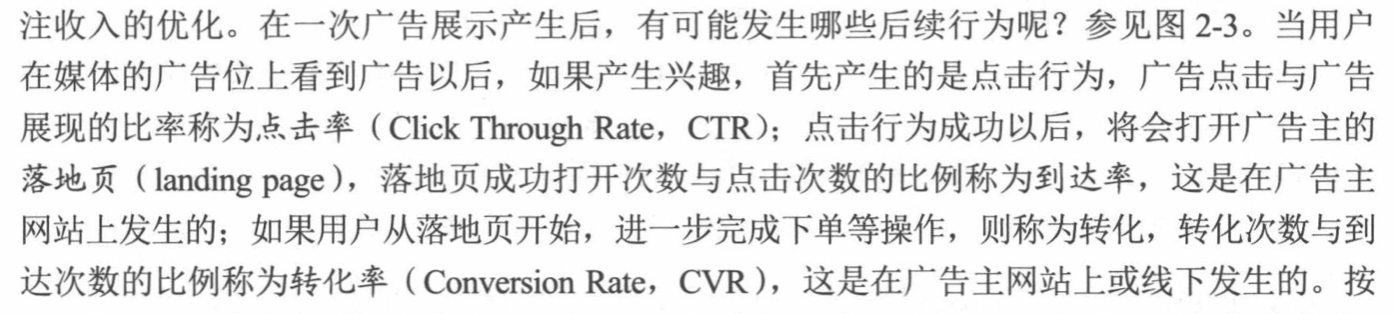 注收入的优化。在一次广告展示产生后，有可能发生哪些后续行为呢？参见图 2-3。当用户
在媒体的广告位上看到广告以后，如果产生兴趣，首先产生的是点击行为，广告点击与广告
展现的比率称为点击率（Click Through Rate，CTR）；点击行为成功以后，将会打开广告主的
落地页（landing page），落地页成功打开次数与点击次数的比例称为到达率，这是在广告主
网站上发生的；如果用户从落地页开始，进一步完成下单等操作，则称为转化，转化次数与到
达次数的比例称为转化率（Conversion Rate，CVR），这是在广告主网站上或线下发生的。按